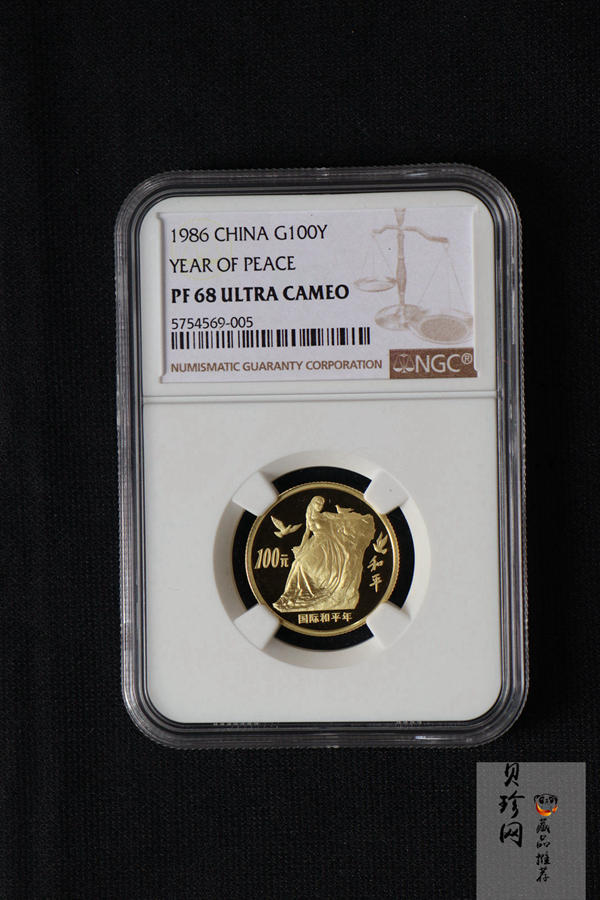 1986 CHINA G100Y
YEAR OF PEACE
PF 68 ULTRA CAMEO
5754569-005
NUMISMATIC GUARANTY CORPORATION
NGC®
100元
和平
国际和平年
贝珍网
藏品推荐